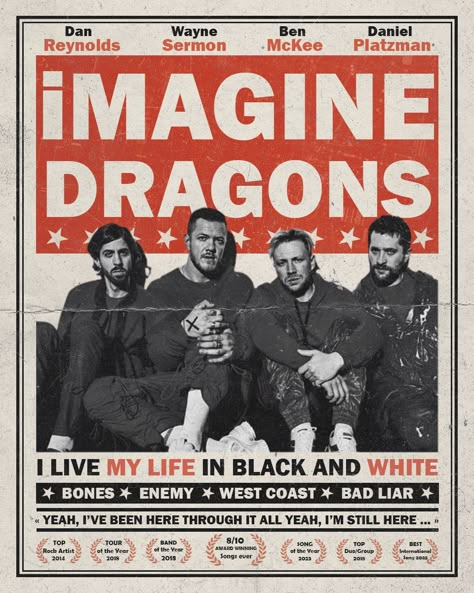 Dan
Reynolds
Wayne
Sermon
Ben
McKee
Daniel
Platzman
iMAGINE
DRAGONS
I LIVE MY LIFE IN BLACK AND WHITE
★ BONES ★ ENEMY ★ WEST COAST ★ BAD LIAR ★
« YEAH, I'VE BEEN HERE THROUGH IT ALL YEAH, I'M STILL HERE ... »
TOP
Rock Artist
2014
TOUR
of the Year
BAND
of the Year
2018
8/10
AWARD WINNING
Songs ever
SONG
of the Year
2023
TOP
Duo/Group
BEST
International
Song